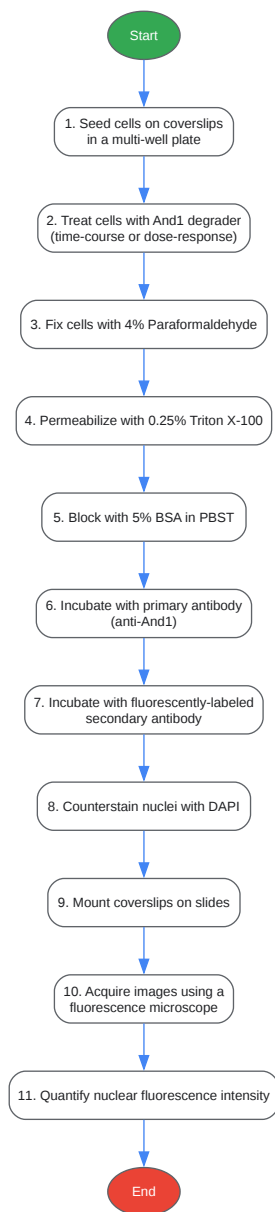 Start
1. Seed cells on coverslips
in a multi-well plate
2. Treat cells with And1 degrader
(time-course or dose-response)
3. Fix cells with 4% Paraformaldehyde
4. Permeabilize with 0.25% Triton X-100
5. Block with 5% BSA in PBST
6. Incubate with primary antibody
(anti-And1)
7. Incubate with fluorescently-labeled
secondary antibody
8. Counterstain nuclei with DAPI
9. Mount coverslips on slides
10. Acquire images using a
fluorescence microscope
11. Quantify nuclear fluorescence intensity
End